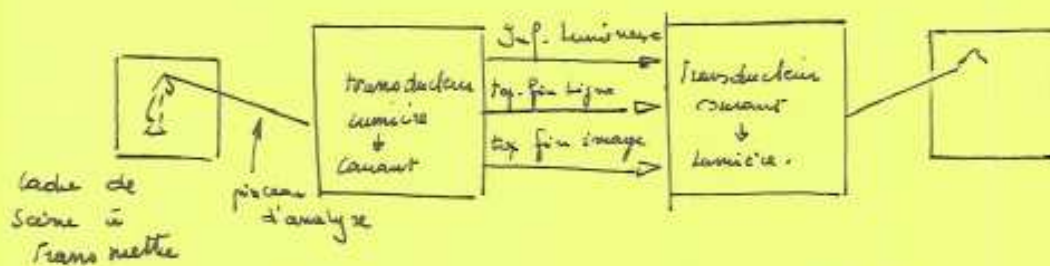 Cadre de
Scène à
Transmettre
pinceau
d'analyse
transducteur
lumière
↓
Courant
Inf. Lumineuse
top. fin ligne
top fin image
Transducteur
courant
↓
Lumière.